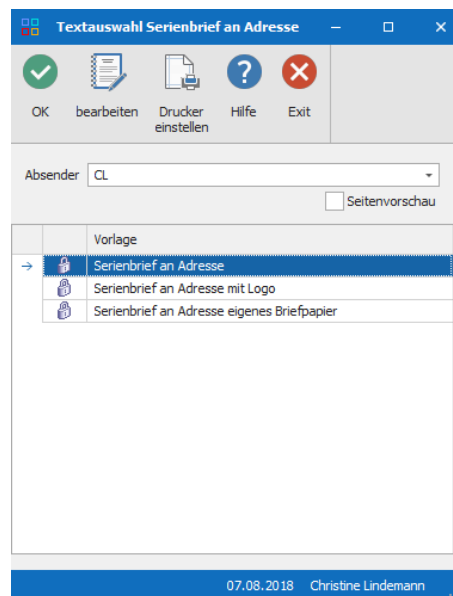 Textauswahl Serienbrief an Adresse
OK bearbeiten Drucker einstellen Hilfe Exit
Absender CL
Seitenvorschau
Vorlage
Serienbrief an Adresse
Serienbrief an Adresse mit Logo
Serienbrief an Adresse eigenes Briefpapier
07.08.2018 Christine Lindemann